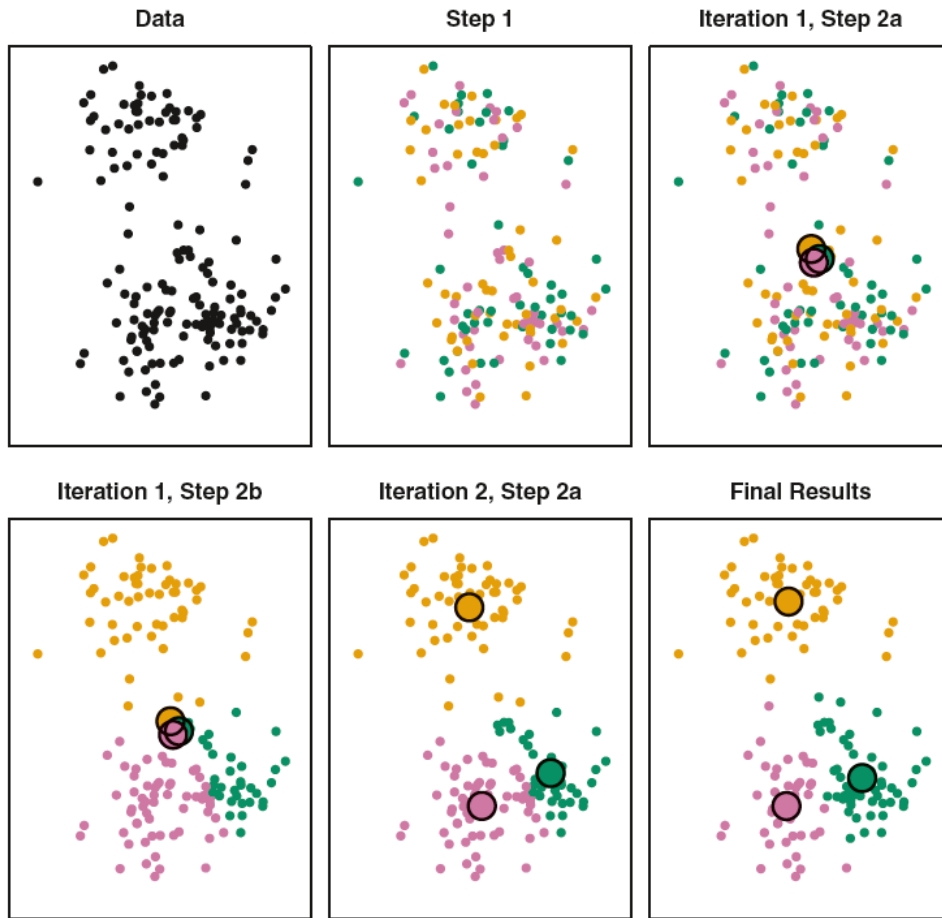 Data
Step 1
Iteration 1, Step 2a
Iteration 1, Step 2b
Iteration 2, Step 2a
Final Results